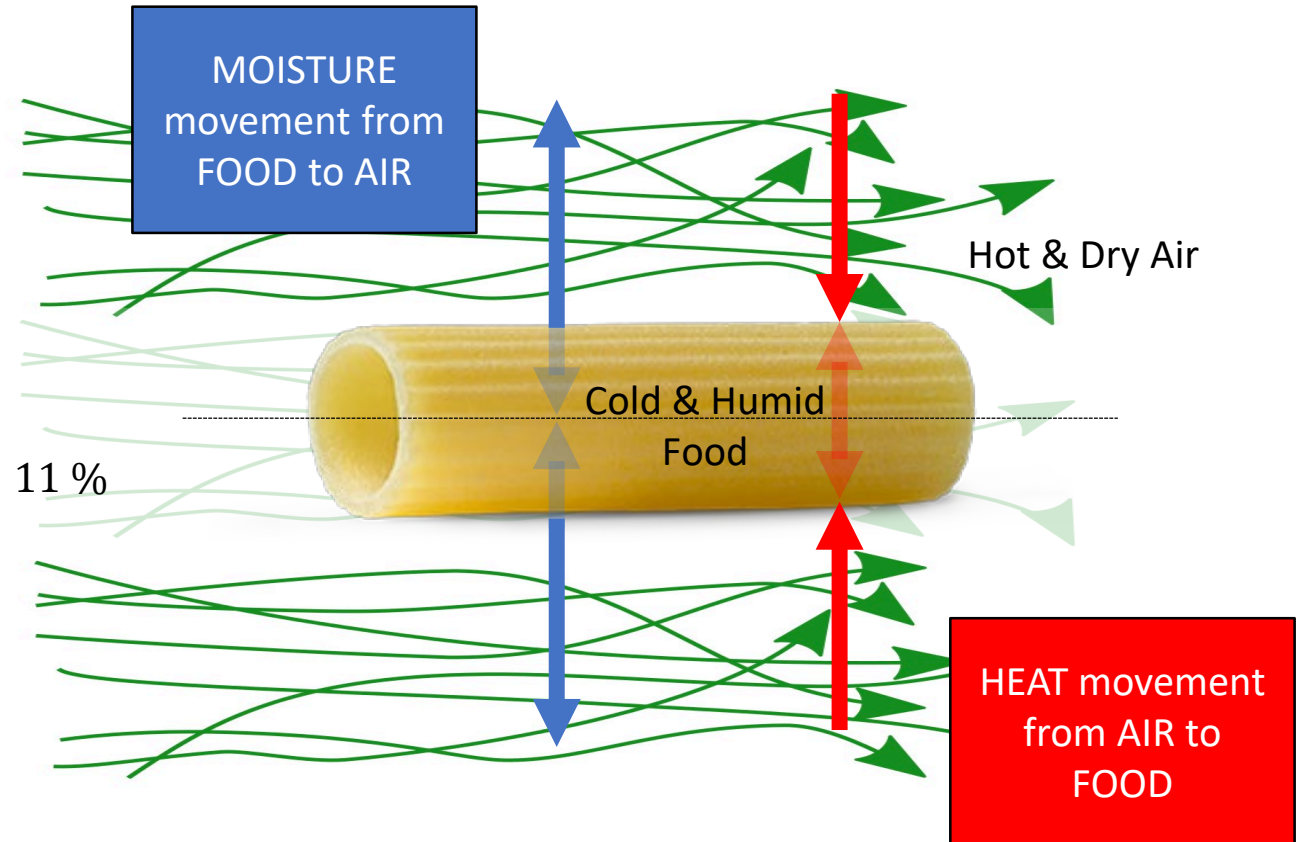 MOISTURE
movement from
FOOD to AIR
Hot & Dry Air
Cold & Humid
Food
11 %
HEAT movement
from AIR to
FOOD